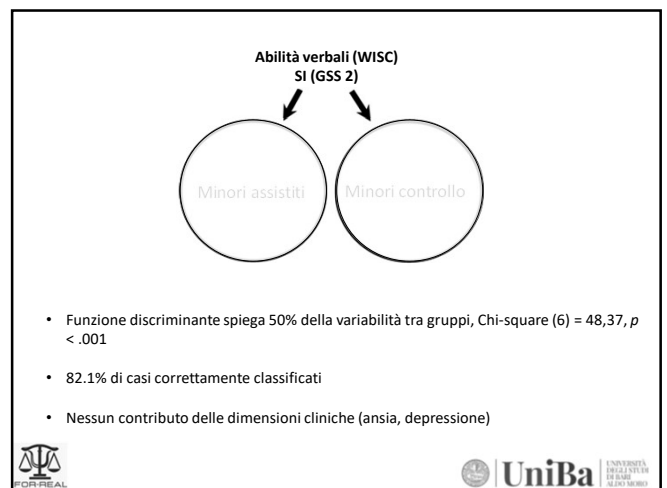 Abilità verbali (WISC)
SI (GSS 2)
Minori assistiti
Minori controllo
• Funzione discriminante spiega 50% della variabilità tra gruppi, Chi-square (6) = 48,37, p
< .001
• 82.1% di casi correttamente classificati
• Nessun contributo delle dimensioni cliniche (ansia, depressione)
FOR-REAL
UniBa
UNIVERSITÀ
DEGLI STUDI
DI BARI
ALDO MORO